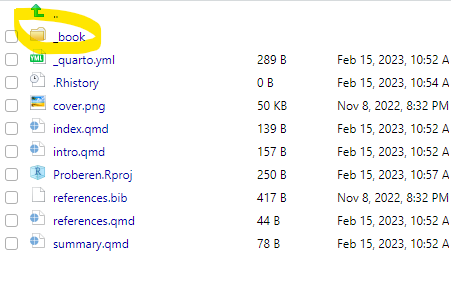 ..
_book
YML _quarto.yml 289 B Feb 15, 2023, 10:52 A
.Rhistory 0 B Feb 15, 2023, 10:54 A
cover.png 50 KB Nov 8, 2022, 8:32 PM
index.qmd 139 B Feb 15, 2023, 10:52 A
intro.qmd 157 B Feb 15, 2023, 10:52 A
R Proberen.Rproj 250 B Feb 15, 2023, 10:57 A
references.bib 417 B Nov 8, 2022, 8:32 PM
references.qmd 44 B Feb 15, 2023, 10:52 A
summary.qmd 78 B Feb 15, 2023, 10:52 A